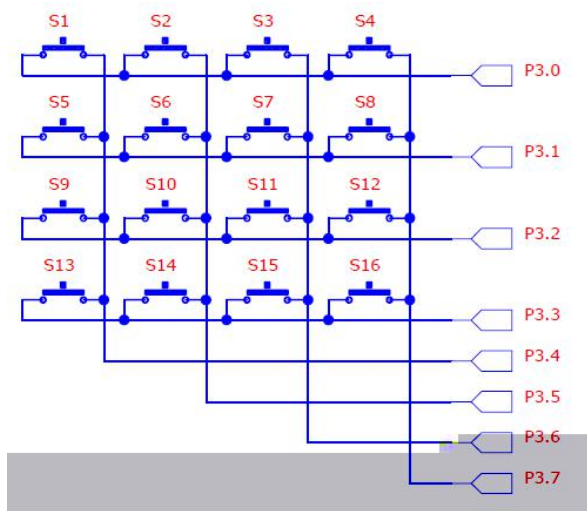 S1 S2 S3 S4
P3.0
S5 S6 S7 S8
P3.1
S9 S10 S11 S12
P3.2
S13 S14 S15 S16
P3.3
P3.4
P3.5
P3.6
P3.7